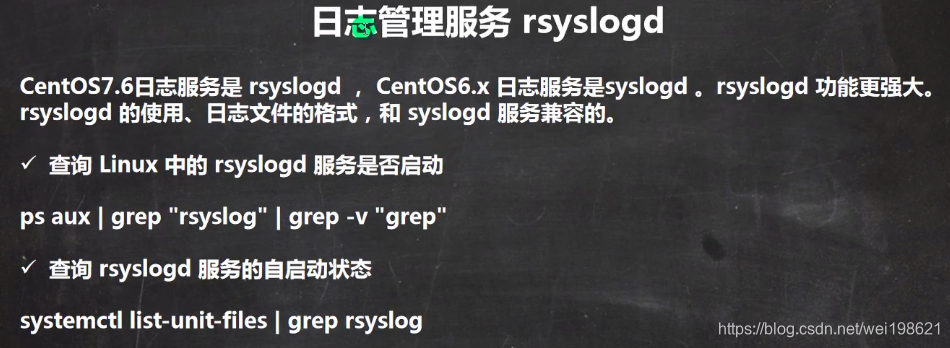 日志管理服务 rsyslogd
CentOS7.6日志服务是 rsyslogd ， CentOS6.x 日志服务是syslogd 。rsyslogd 功能更强大。
rsyslogd 的使用、日志文件的格式，和 syslogd 服务兼容的。
✓ 查询 Linux 中的 rsyslogd 服务是否启动
ps aux | grep "rsyslog" | grep -v "grep"
✓ 查询 rsyslogd 服务的自启动状态
systemctl list-unit-files | grep rsyslog
https://blog.csdn.net/wei198621